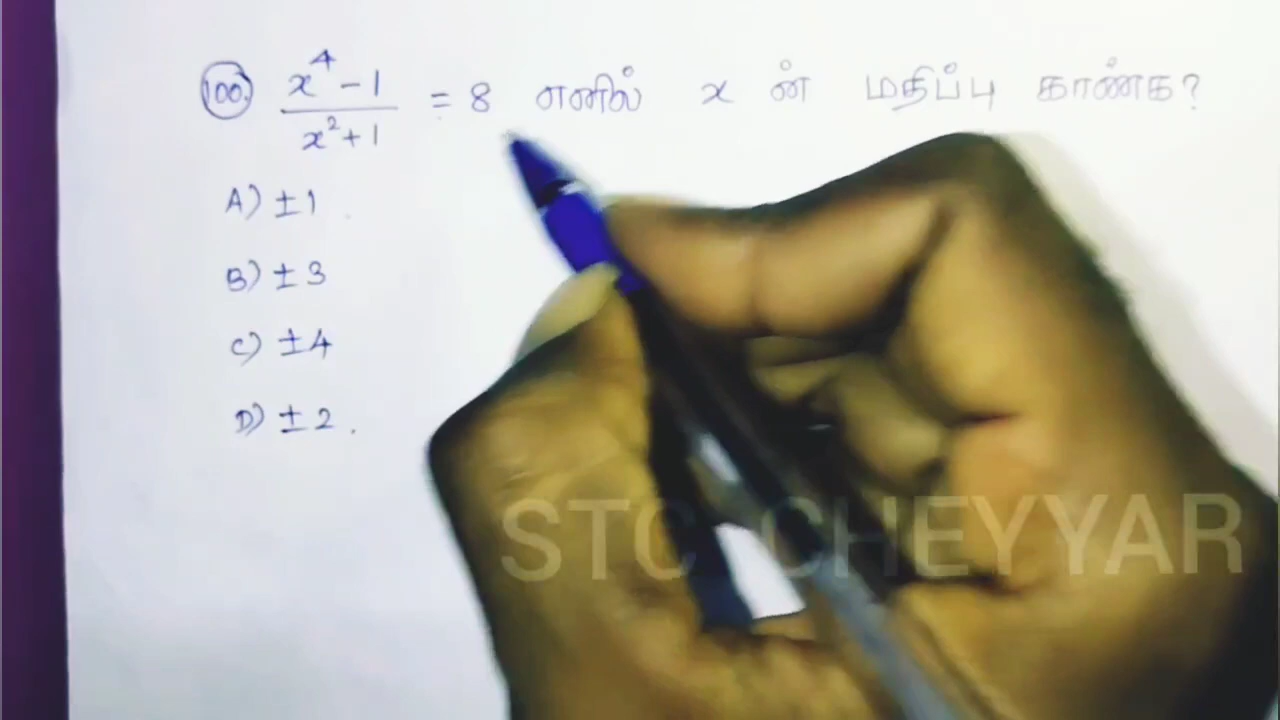 100. x⁴-1/x²+1 = 8 எனில் x ன் மதிப்பு காண்க?
A) ±1
B) ±3
C) ±4
D) ±2.
STC CHEYYAR